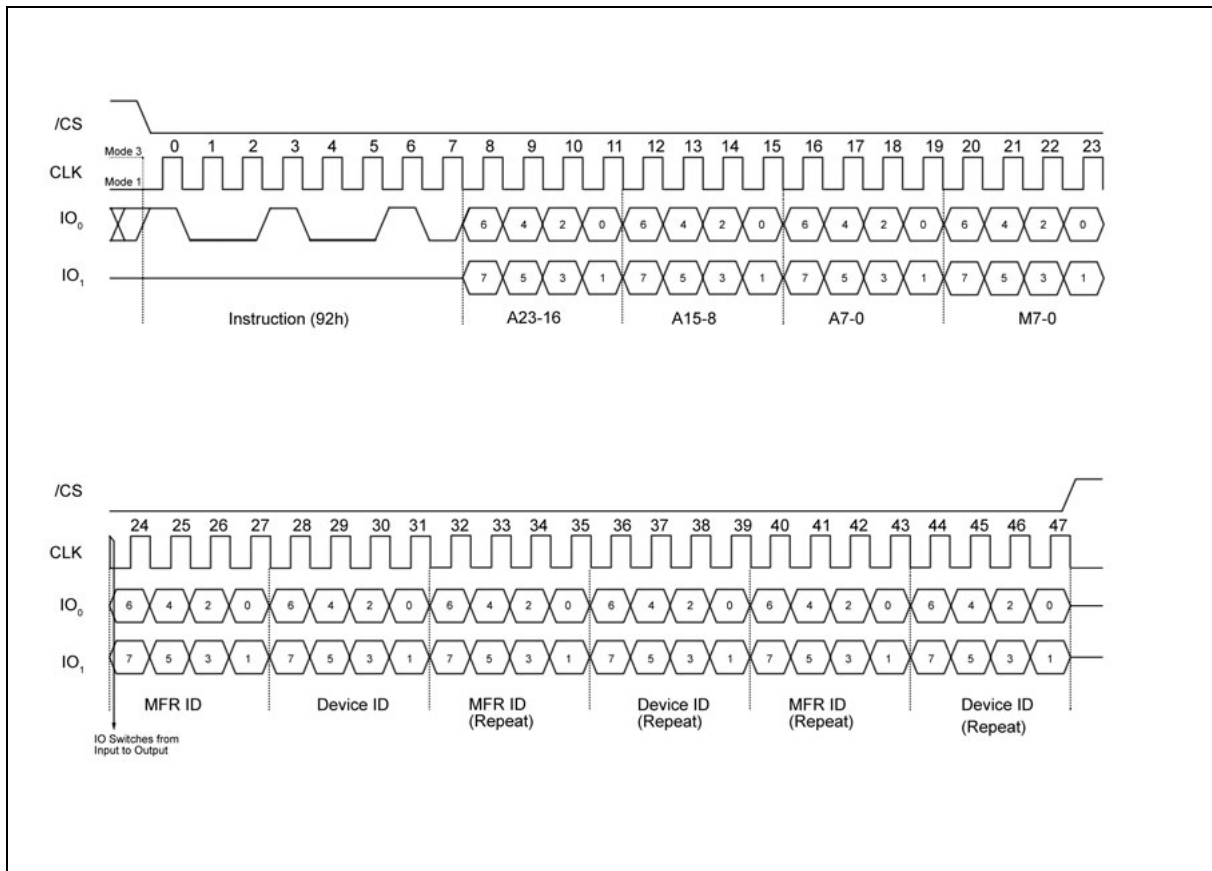 /CS
0 1 2 3 4 5 6 7 8 9 10 11 12 13 14 15 16 17 18 19 20 21 22 23
Mode 3
CLK
Mode 1
IO0 6 4 2 0 6 4 2 0 6 4 2 0 6 4 2 0
IO1 7 5 3 1 7 5 3 1 7 5 3 1 7 5 3 1
Instruction (92h) A23-16 A15-8 A7-0 M7-0
/CS
24 25 26 27 28 29 30 31 32 33 34 35 36 37 38 39 40 41 42 43 44 45 46 47
CLK
IO0 6 4 2 0 6 4 2 0 6 4 2 0 6 4 2 0 6 4 2 0 6 4 2 0
IO1 7 5 3 1 7 5 3 1 7 5 3 1 7 5 3 1 7 5 3 1 7 5 3 1
MFR ID Device ID MFR ID Device ID MFR ID Device ID
(Repeat) (Repeat) (Repeat) (Repeat)
IO Switches from
Input to Output